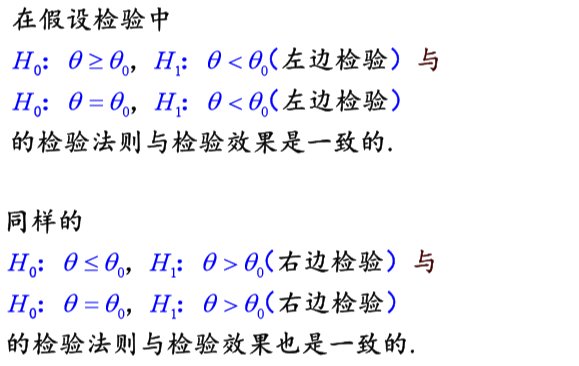 在假设检验中
H₀: θ ≥ θ₀, H₁: θ < θ₀(左边检验) 与
H₀: θ = θ₀, H₁: θ < θ₀(左边检验)
的检验法则与检验效果是一致的.
同样的
H₀: θ ≤ θ₀, H₁: θ > θ₀(右边检验) 与
H₀: θ = θ₀, H₁: θ > θ₀(右边检验)
的检验法则与检验效果也是一致的.